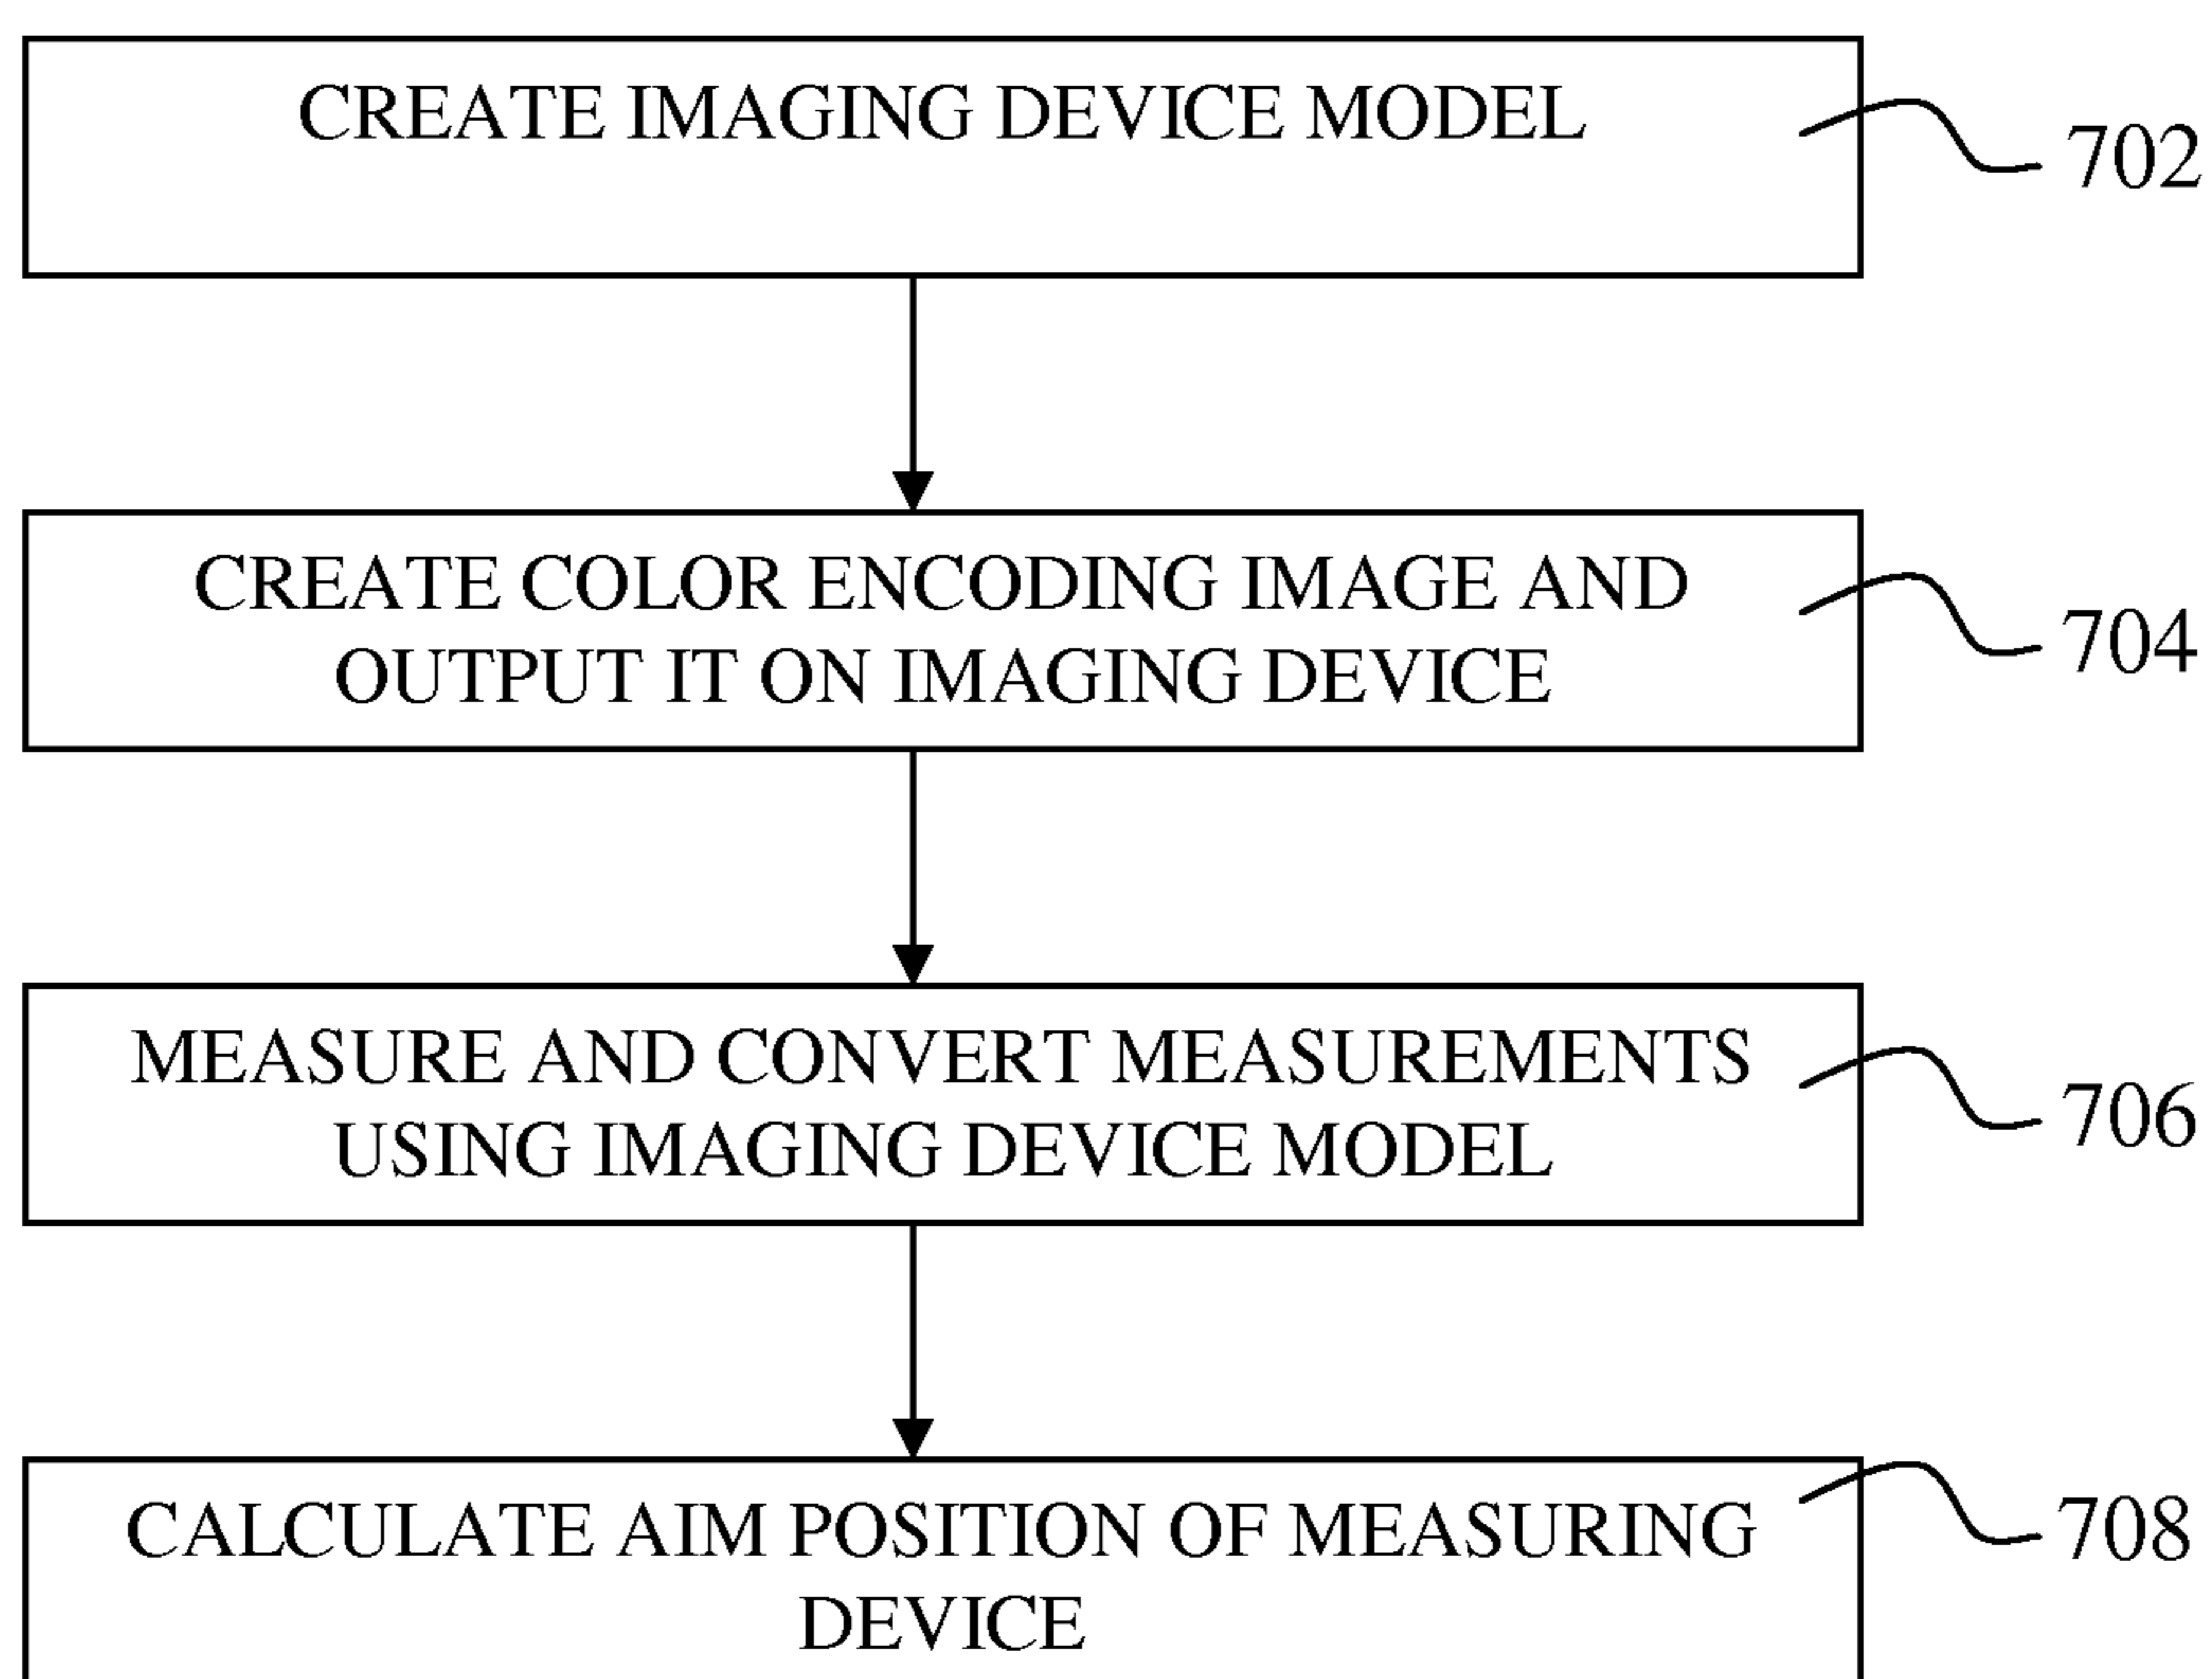 CREATE IMAGING DEVICE MODEL
702
CREATE COLOR ENCODING IMAGE AND
OUTPUT IT ON IMAGING DEVICE
704
MEASURE AND CONVERT MEASUREMENTS
USING IMAGING DEVICE MODEL
706
CALCULATE AIM POSITION OF MEASURING
DEVICE
708